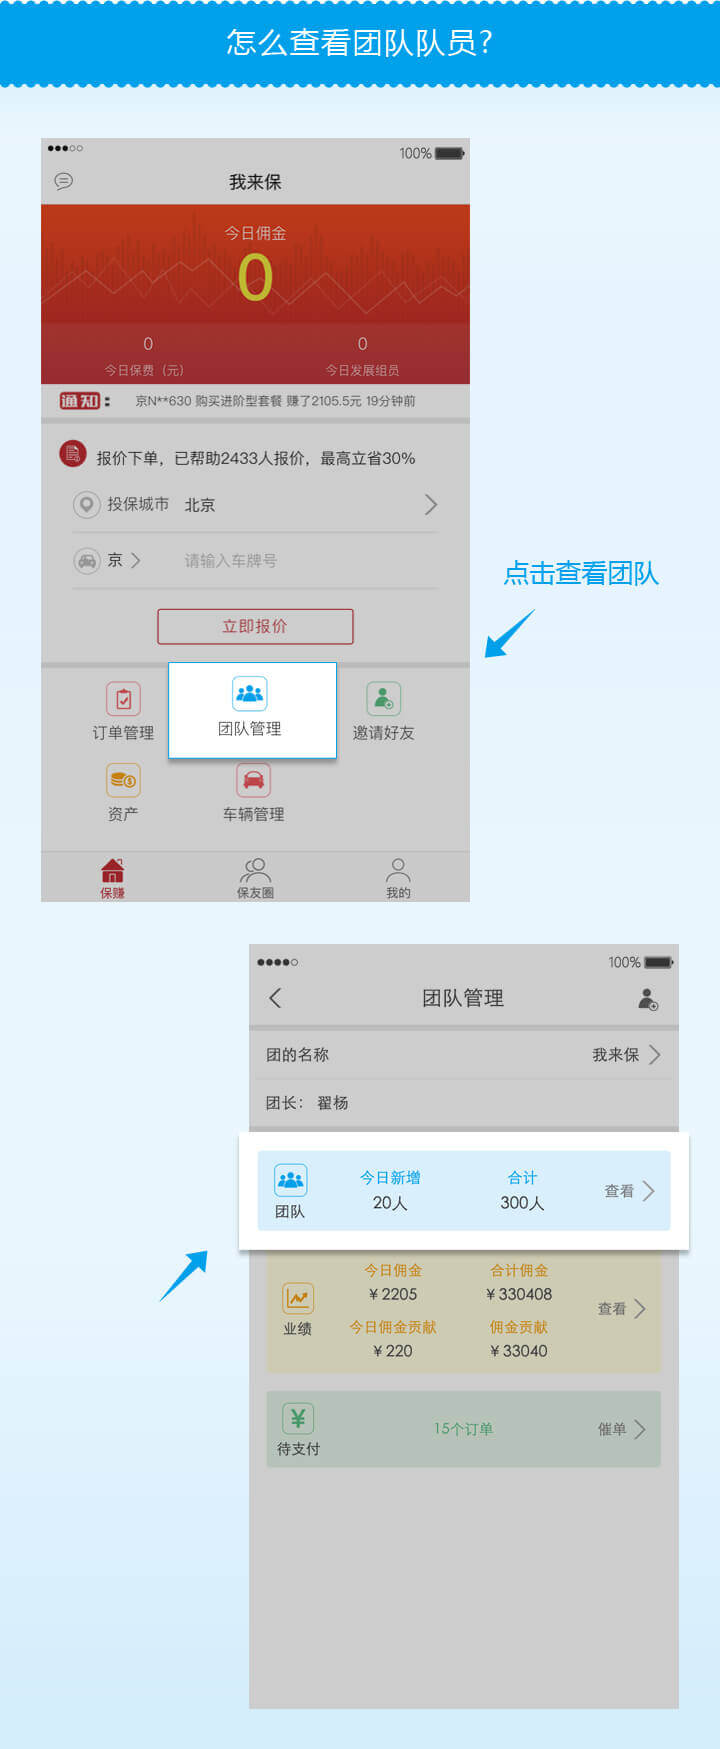 怎么查看团队队员?
100%
我来保
今日佣金
0
0
0
今日保费（元）
今日发展组员
通知： 京N**630 购买进阶型套餐 赚了2105.5元 19分钟前
报价下单，已帮助2433人报价，最高立省30%
投保城市 北京
京 请输入车牌号
立即报价
点击查看团队
订单管理
团队管理
邀请好友
资产
车辆管理
保赚
保友圈
我的
100%
团队管理
团的名称 我来保
团长： 翟杨
今日新增 合计
20人 300人
团队
查看
今日佣金 合计佣金
¥2205 ¥330408
今日佣金贡献 佣金贡献
¥220 ¥33040
业绩
查看
¥
待支付
15个订单
催单